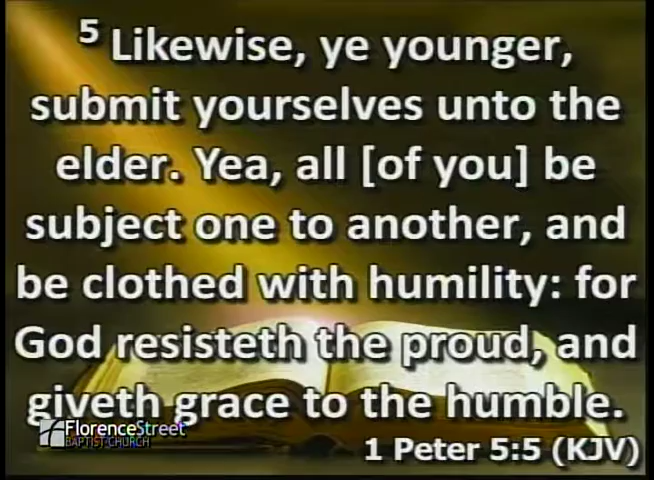 5 Likewise, ye younger,
submit yourselves unto the
elder. Yea, all [of you] be
subject one to another, and
be clothed with humility: for
God resisteth the proud, and
giveth grace to the humble.
FlorenceStreet
BAPTIST CHURCH
1 Peter 5:5 (KJV)